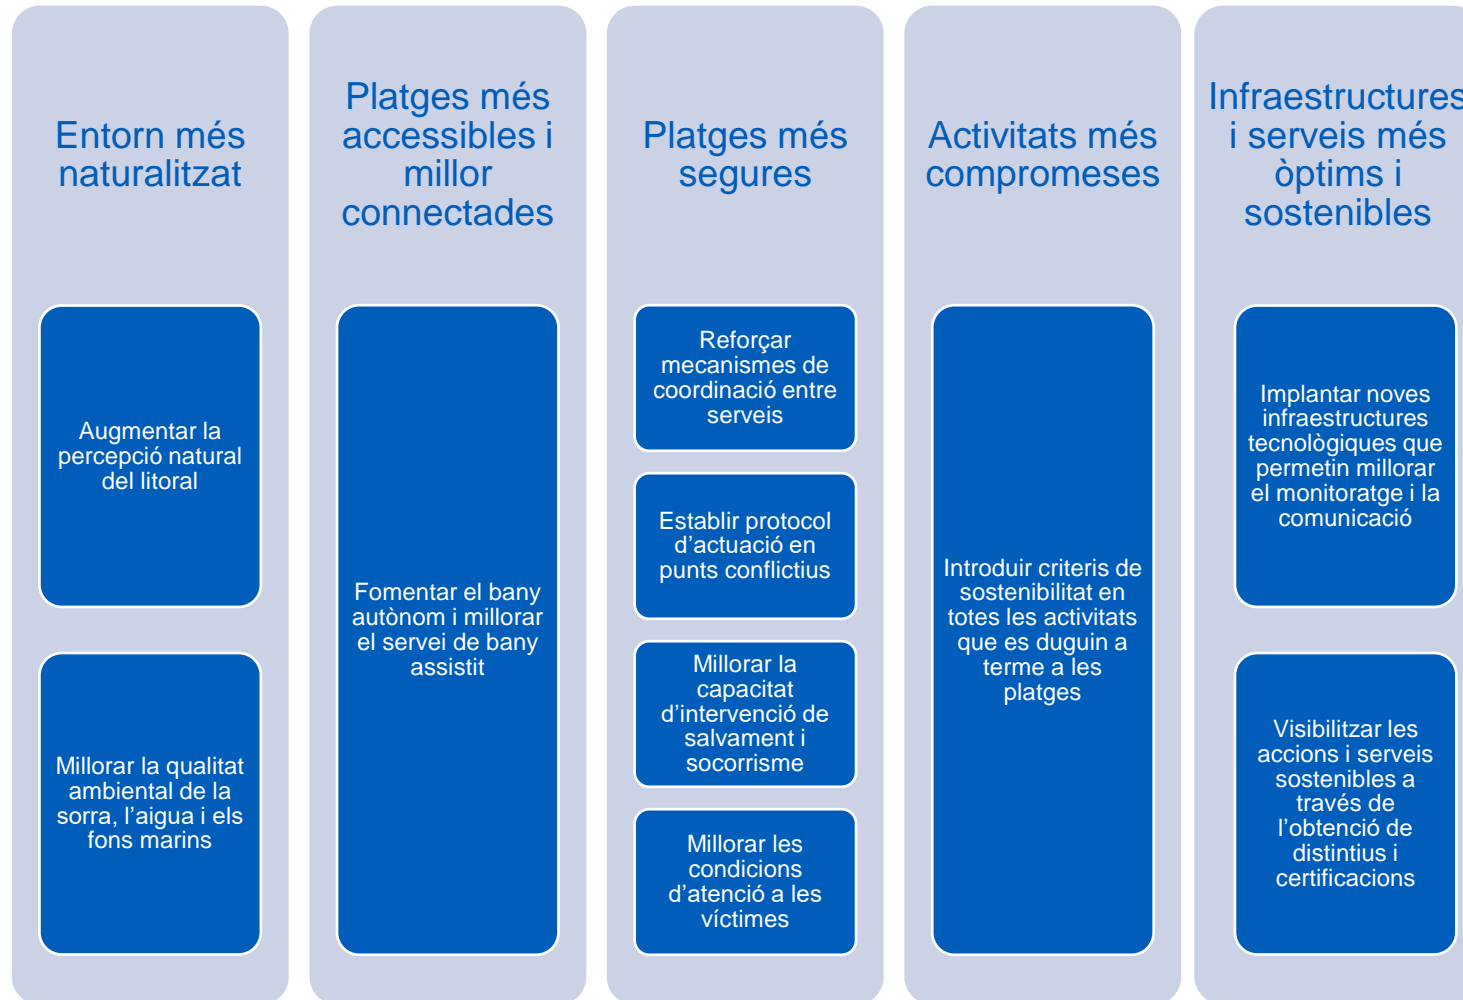 Entorn més
naturalitzat
Augmentar la
percepció natural
del litoral
Millorar la qualitat
ambiental de la
sorra, l’aigua i els
fons marins
Platges més
accessibles i
millor
connectades
Fomentar el bany
autònom i millorar
el servei de bany
assistit
Platges més
segures
Reforçar
mecanismes de
coordinació entre
serveis
Establir protocol
d’actuació en
punts conflictius
Millorar la
capacitat
d’intervenció de
salvament i
socorrisme
Millorar les
condicions
d’atenció a les
víctimes
Activitats més
compromeses
Introduir criteris de
sostenibilitat en
totes les activitats
que es duguin a
terme a les
platges
Infraestructures
i serveis més
òptims i
sostenibles
Implantar noves
infraestructures
tecnològiques que
permetin millorar
el monitoratge i la
comunicació
Visibilitzar les
accions i serveis
sostenibles a
través de
l’obtenció de
distintius i
certificacions